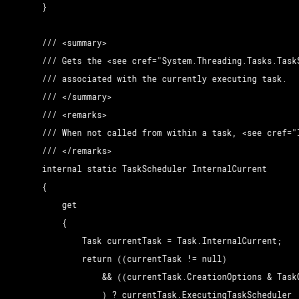 }
/// <summary>
/// Gets the <see cref="System.Threading.Tasks.Task
/// associated with the currently executing task.
/// </summary>
/// <remarks>
/// When not called from within a task, <see cref="
/// </remarks>
internal static TaskScheduler InternalCurrent
{
get
{
Task currentTask = Task.InternalCurrent;
return ((currentTask != null)
&& ((currentTask.CreationOptions & Task
) ? currentTask.ExecutingTaskScheduler